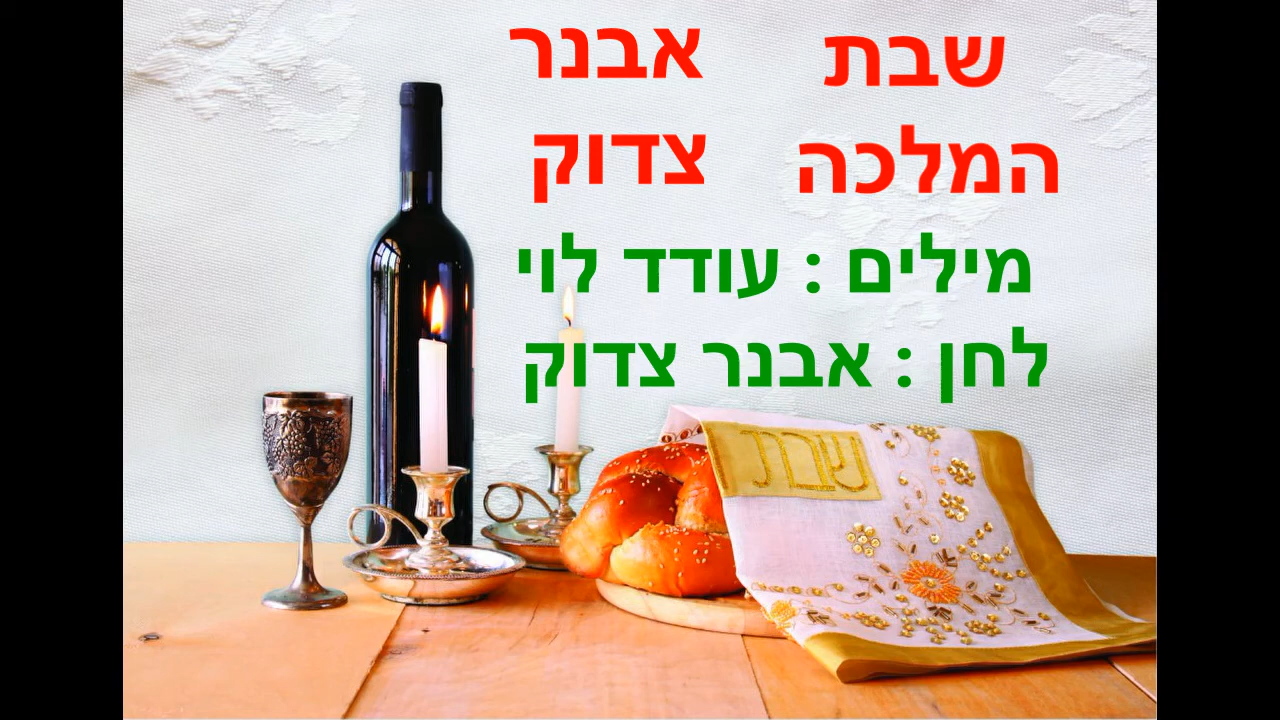 שבת אבנר
המלכה צדוק
מילים : עודד לוי
לחן : אבנר צדוק
שבת